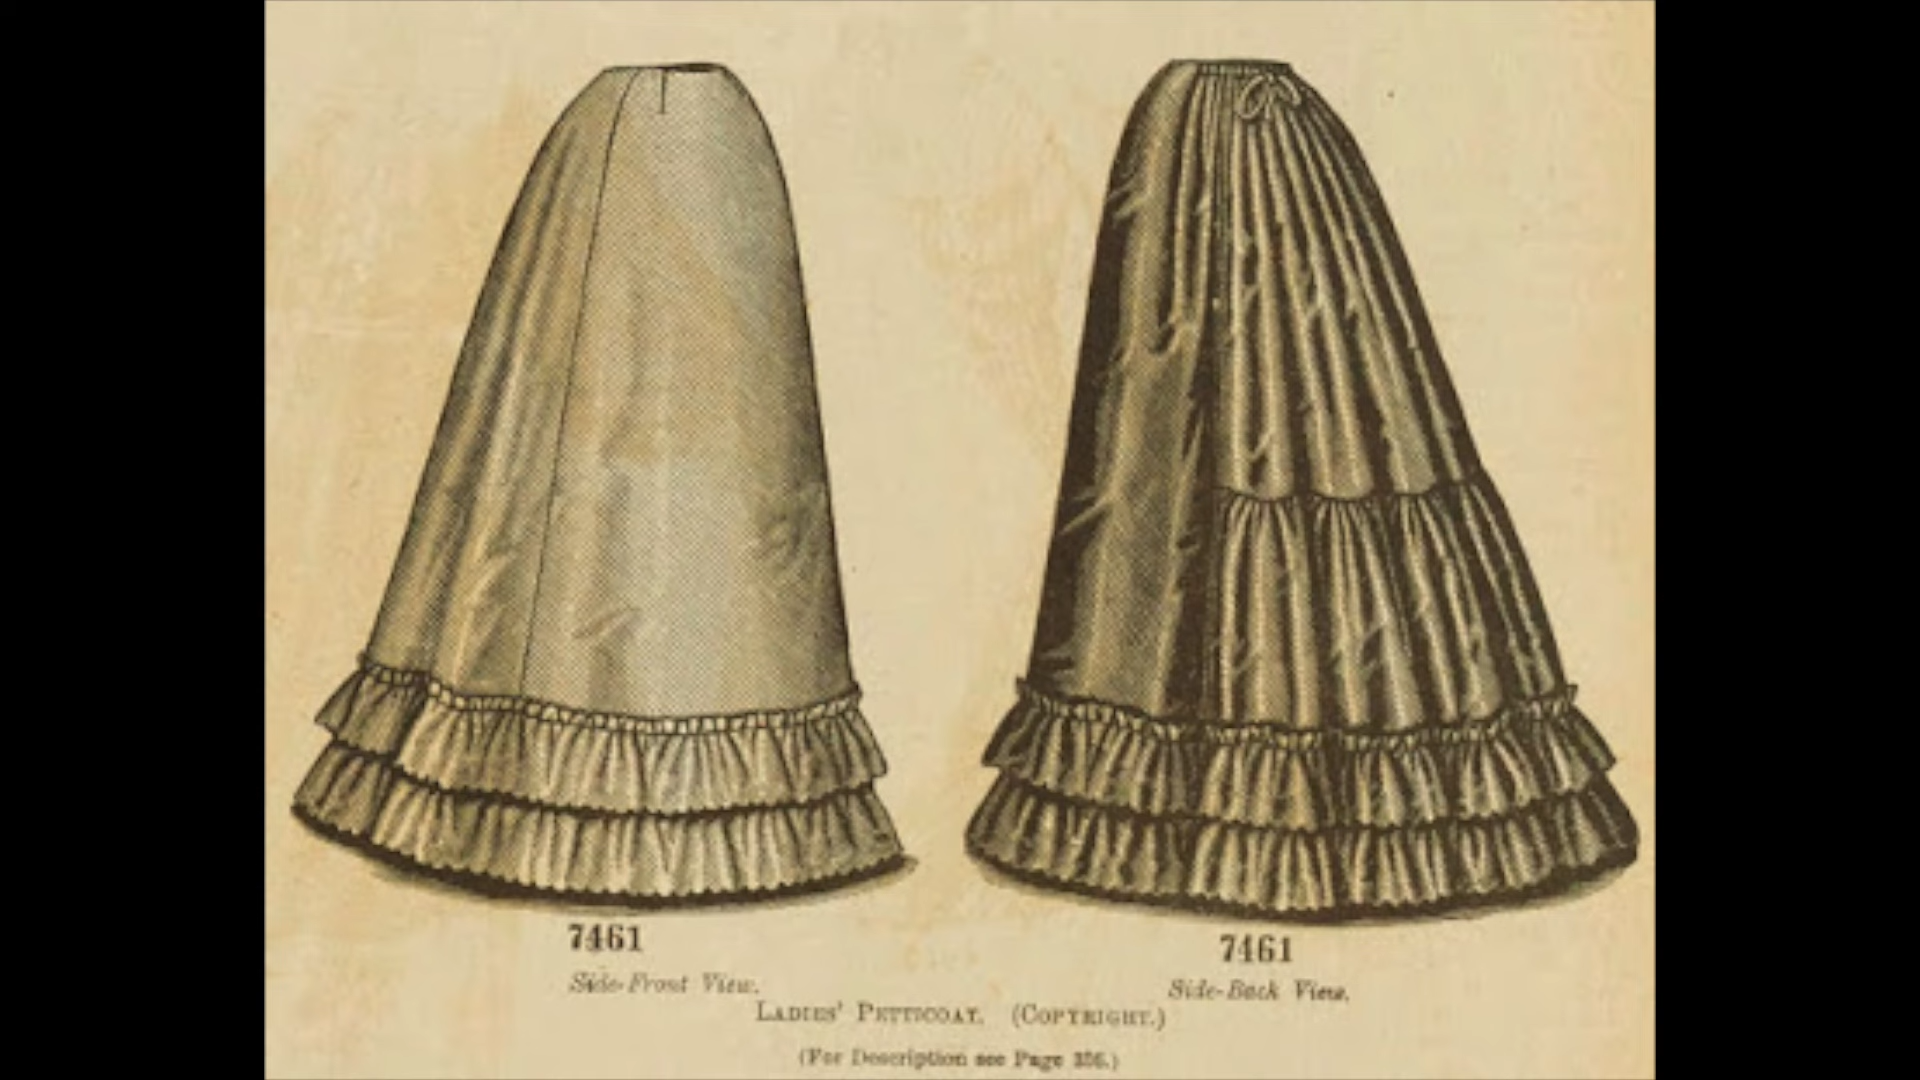 7461
Side-Front View.
7461
Side-Back View.
LADIES' PETTICOAT. (COPYRIGHT.)
(For Description see Page